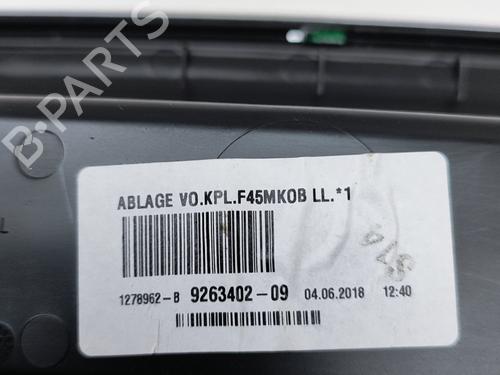 B-PARTS
ABLAGE VO.KPL.F45MKOB LL.*1
1278962-B 9263402-09 04.06.2018 12:40